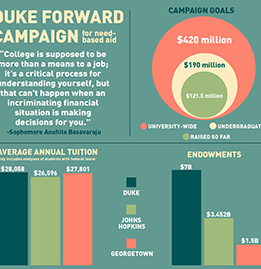 DUKE FORWARD
CAMPAIGN for need-based aid
"College is supposed to be
more than a means to a job;
it's a critical process for
understanding yourself, but
that can't happen when an
incriminating financial
situation is making
decisions for you."
-Sophomore Anuhita Basavaraju
CAMPAIGN GOALS
$420 million
$190 million
$121.5 million
UNIVERSITY-WIDE
UNDERGRADUATE
RAISED SO FAR
AVERAGE ANNUAL TUITION
only includes analyses of students with federal loans
$28,058
$26,596
$27,801
DUKE
JOHNS
HOPKINS
GEORGETOWN
ENDOWMENTS
$7B
$3.452B
$1.5B